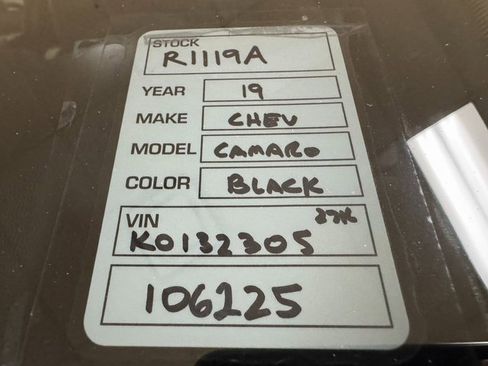 STOCK
R1119A
YEAR 19
MAKE CHEV
MODEL CAMARO
COLOR BLACK
VIN 27K
K0132305
106225